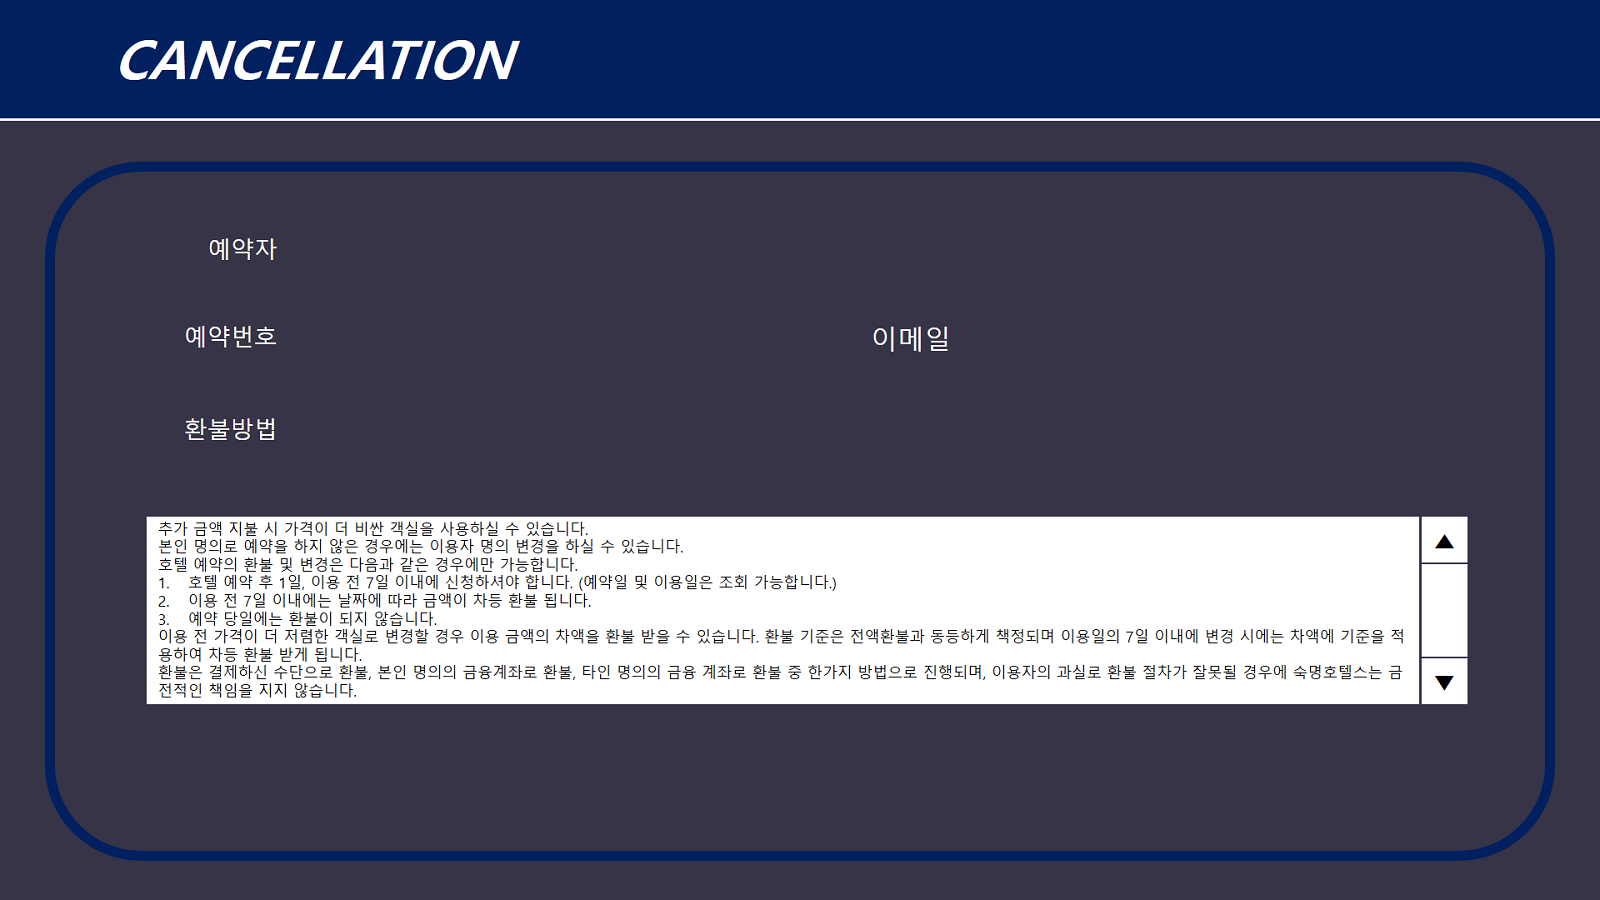 CANCELLATION
예약자
예약번호
이메일
환불방법
추가 금액 지불 시 가격이 더 비싼 객실을 사용하실 수 있습니다.
본인 명의로 예약을 하지 않은 경우에는 이용자 명의 변경을 하실 수 있습니다.
호텔 예약의 환불 및 변경은 다음과 같은 경우에만 가능합니다.
1. 호텔 예약 후 1일, 이용 전 7일 이내에 신청하셔야 합니다. (예약일 및 이용일은 조회 가능합니다.)
2. 이용 전 7일 이내에는 날짜에 따라 금액이 차등 환불 됩니다.
3. 예약 당일에는 환불이 되지 않습니다.
이용 전 가격이 더 저렴한 객실로 변경할 경우 이용 금액의 차액을 환불 받을 수 있습니다. 환불 기준은 전액환불과 동등하게 책정되며 이용일의 7일 이내에 변경 시에는 차액에 기준을 적
용하여 차등 환불 받게 됩니다.
환불은 결제하신 수단으로 환불, 본인 명의의 금융계좌로 환불, 타인 명의의 금융 계좌로 환불 중 한가지 방법으로 진행되며, 이용자의 과실로 환불 절차가 잘못될 경우에 숙명호텔스는 금
전적인 책임을 지지 않습니다.